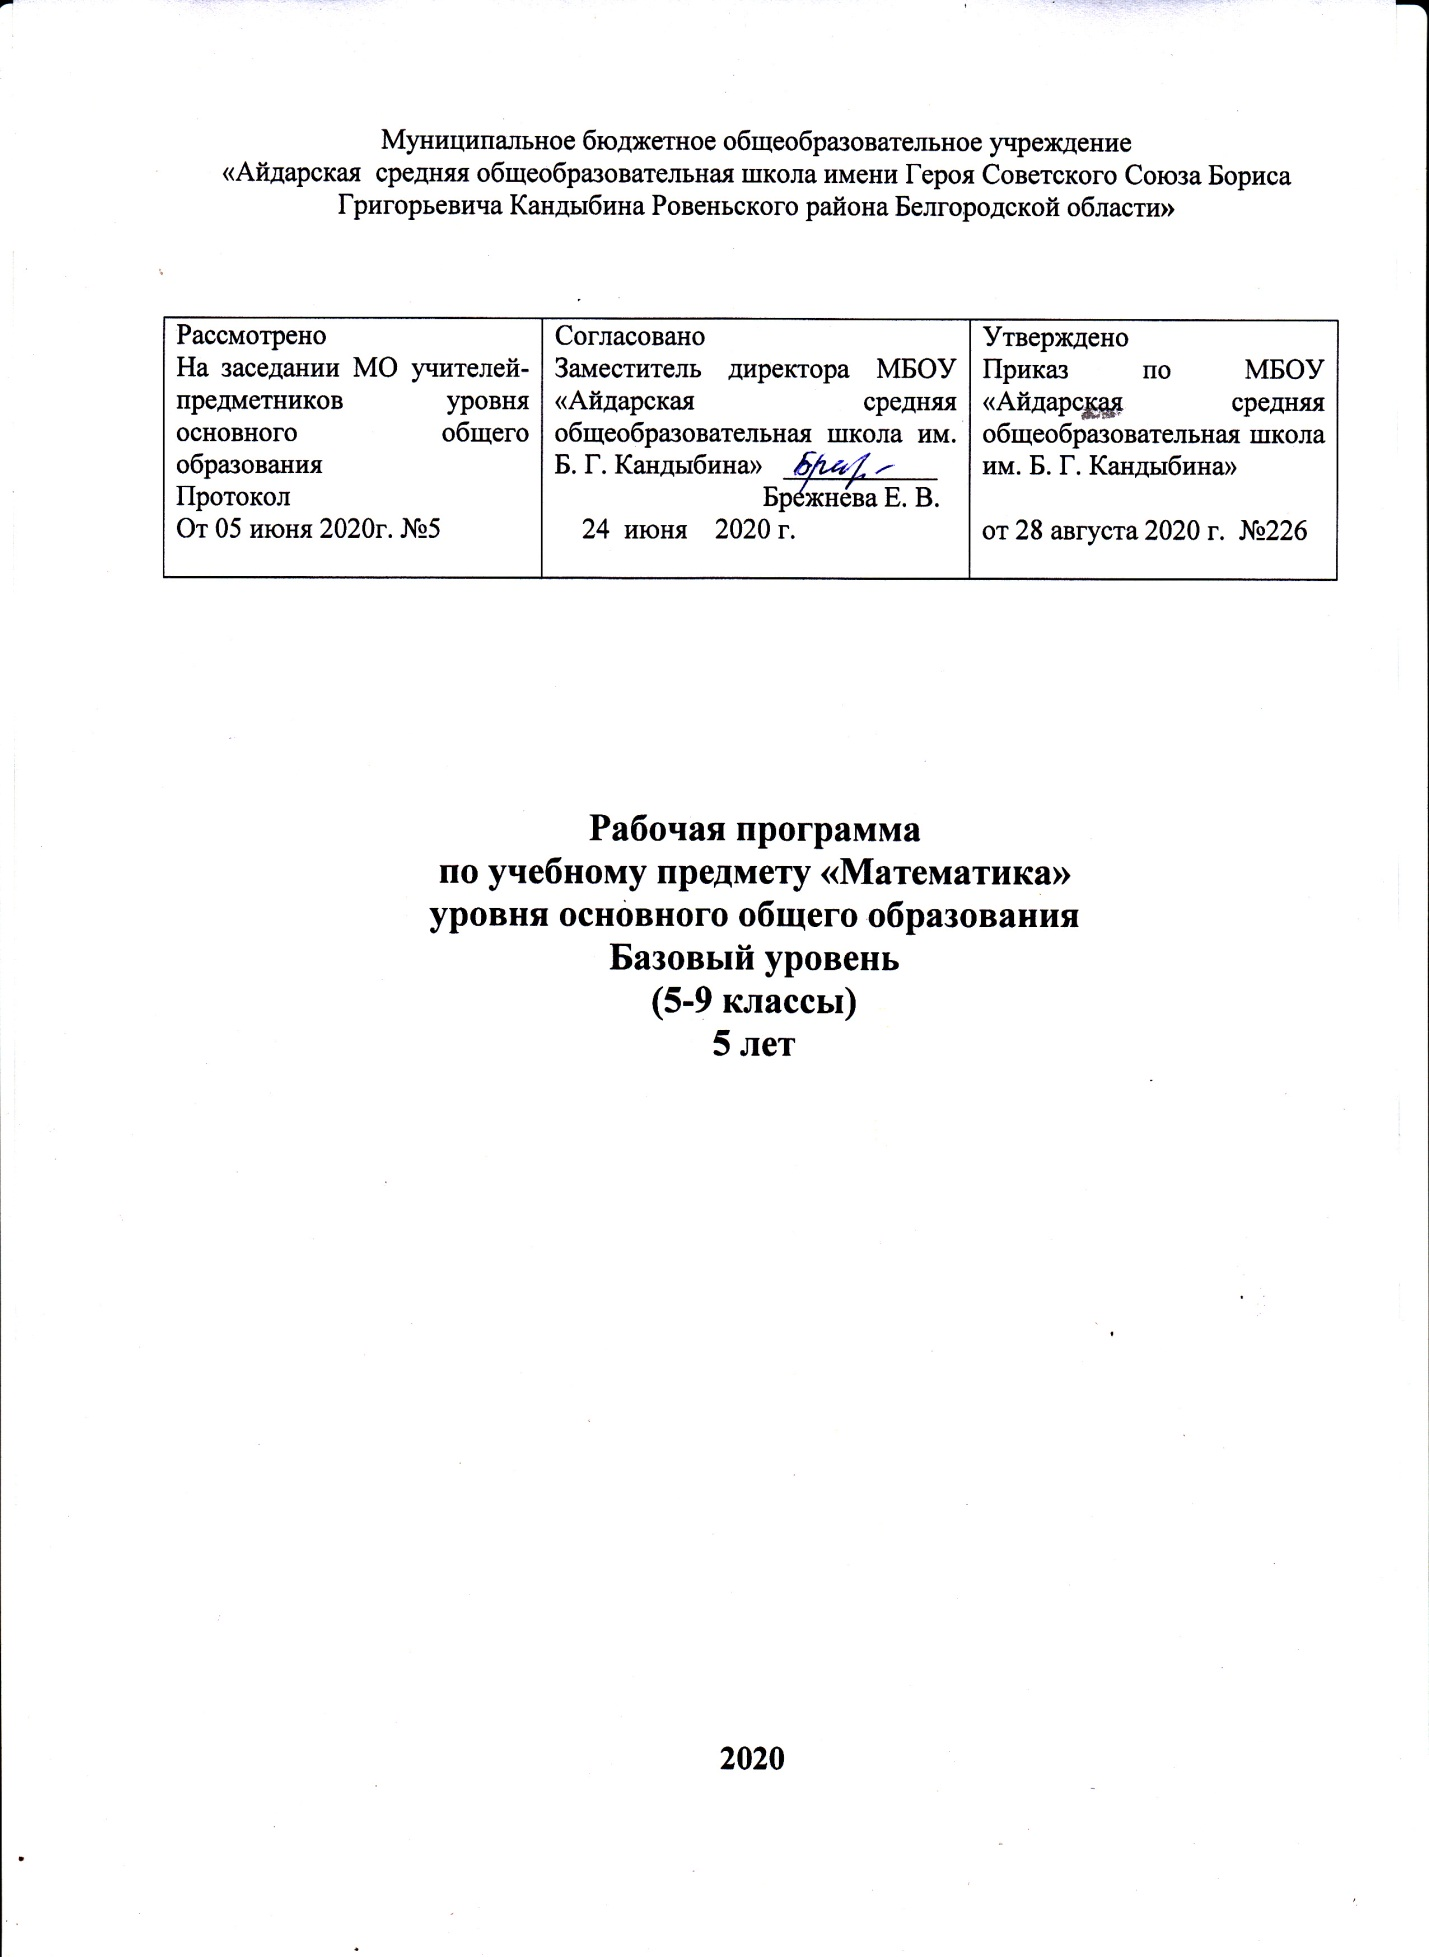 Муниципальное бюджетное общеобразовательное учреждение
«Айдарская средняя общеобразовательная школа имени Героя Советского Союза Бориса
Григорьевича Кандыбина Ровеньского района Белгородской области»
Рассмотрено
На заседании МО учителей-
предметников уровня
основного общего
образования
Протокол
От 05 июня 2020г. №5
Согласовано
Заместитель директора МБОУ
«Айдарская средняя
общеобразовательная школа им.
Б. Г. Кандыбина»
Брежнева Е. В.
24 июня 2020 г.
Утверждено
Приказ по МБОУ
«Айдарская средняя
общеобразовательная школа
им. Б. Г. Кандыбина»
от 28 августа 2020 г. №226
Рабочая программа
по учебному предмету «Математика»
уровня основного общего образования
Базовый уровень
(5-9 классы)
5 лет
2020